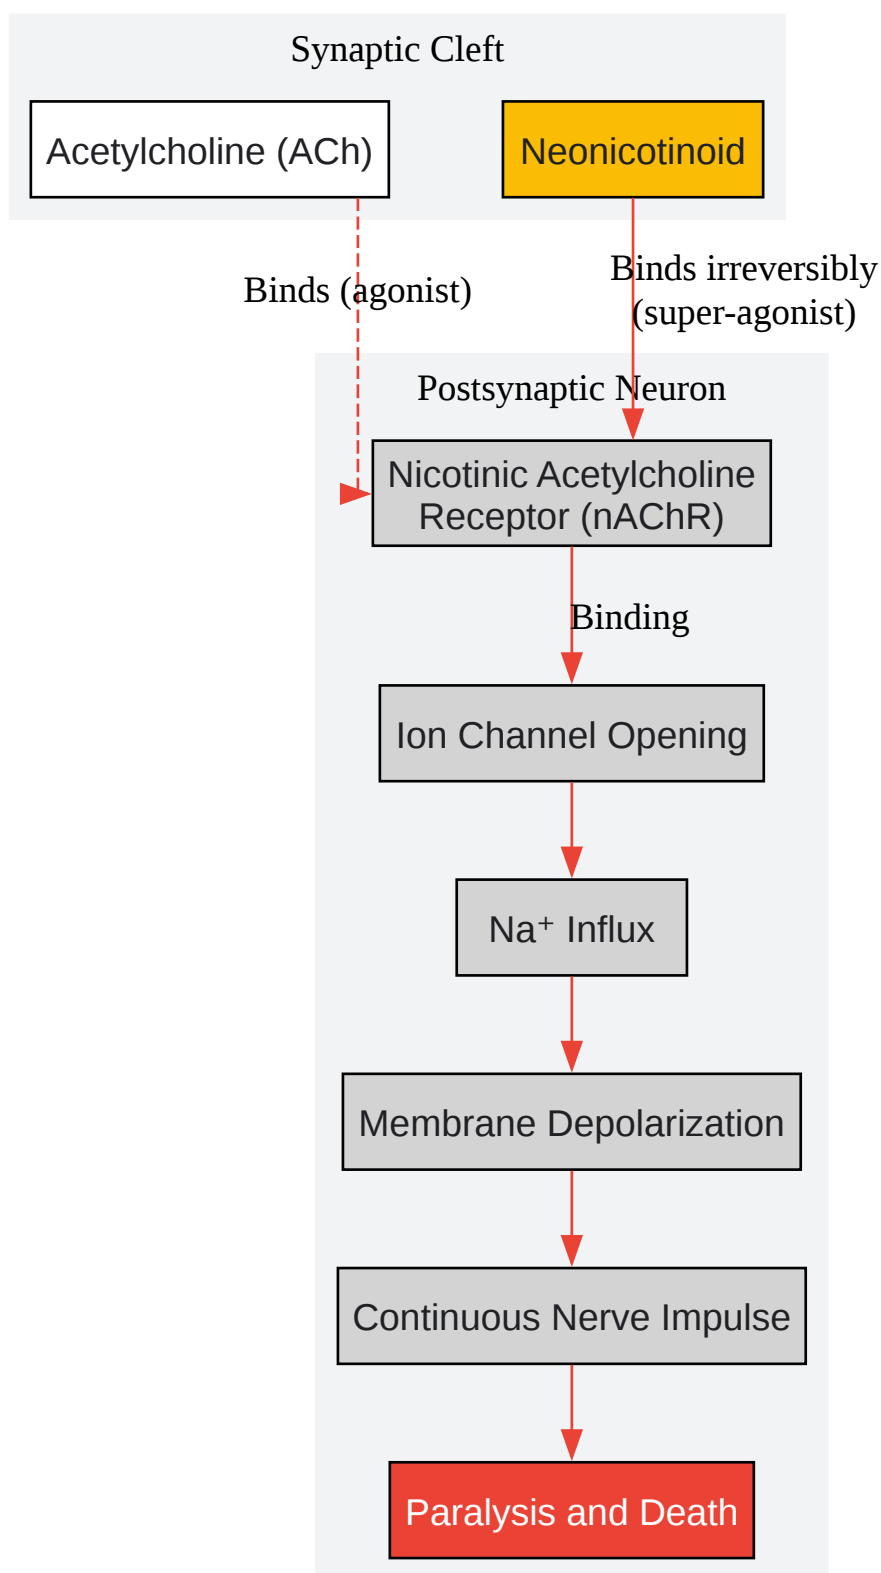 Synaptic Cleft
Acetylcholine (ACh)
Neonicotinoid
Binds (agonist)
Binds irreversibly
(super-agonist)
Postsynaptic Neuron
Nicotinic Acetylcholine
Receptor (nAChR)
Binding
Ion Channel Opening
Na⁺ Influx
Membrane Depolarization
Continuous Nerve Impulse
Paralysis and Death